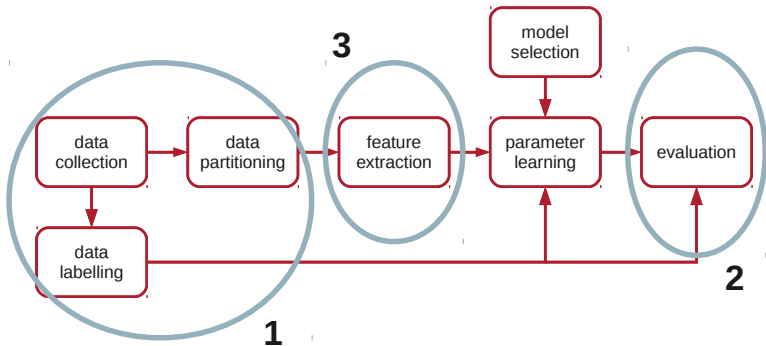 3
model
selection
data
collection
data
partitioning
feature
extraction
parameter
learning
evaluation
data
labelling
2
1